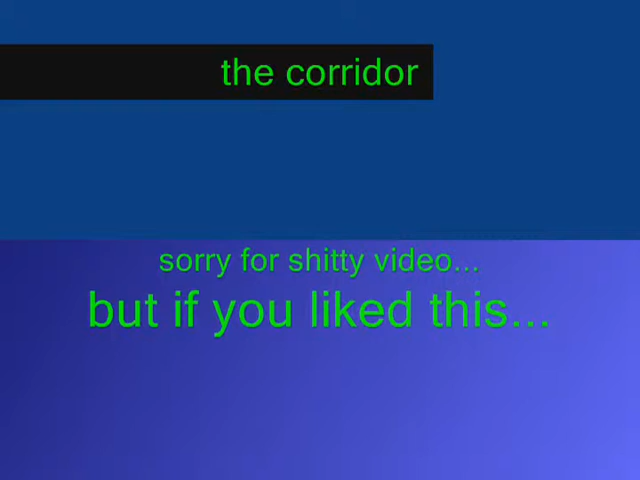 the corridor
sorry for shitty video...
but if you liked this...